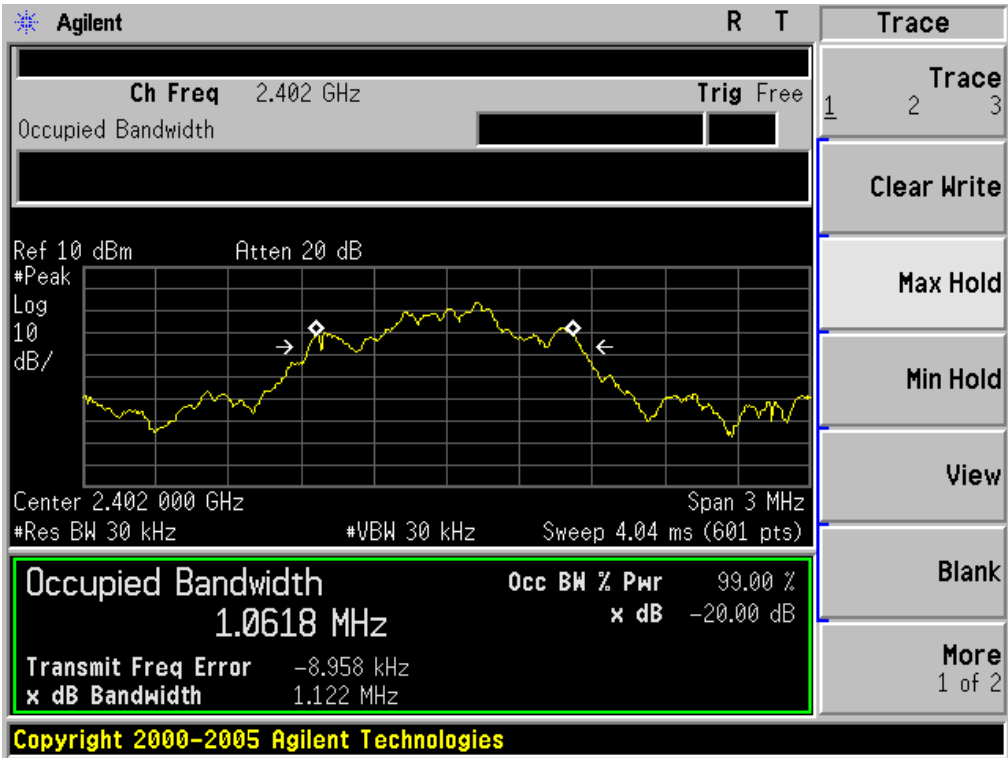 Agilent R T
Ch Freq 2.402 GHz Trig Free
Occupied Bandwidth
Ref 10 dBm Atten 20 dB
#Peak
Log
10
dB/
Center 2.402 000 GHz Span 3 MHz
#Res BW 30 kHz #VBW 30 kHz Sweep 4.04 ms (601 pts)
Occupied Bandwidth
1.0618 MHz
Occ BW % Pwr 99.00 %
x dB -20.00 dB
Transmit Freq Error -8.958 kHz
x dB Bandwidth 1.122 MHz
Copyright 2000-2005 Agilent Technologies
Trace
Trace
1 2 3
Clear Write
Max Hold
Min Hold
View
Blank
More
1 of 2